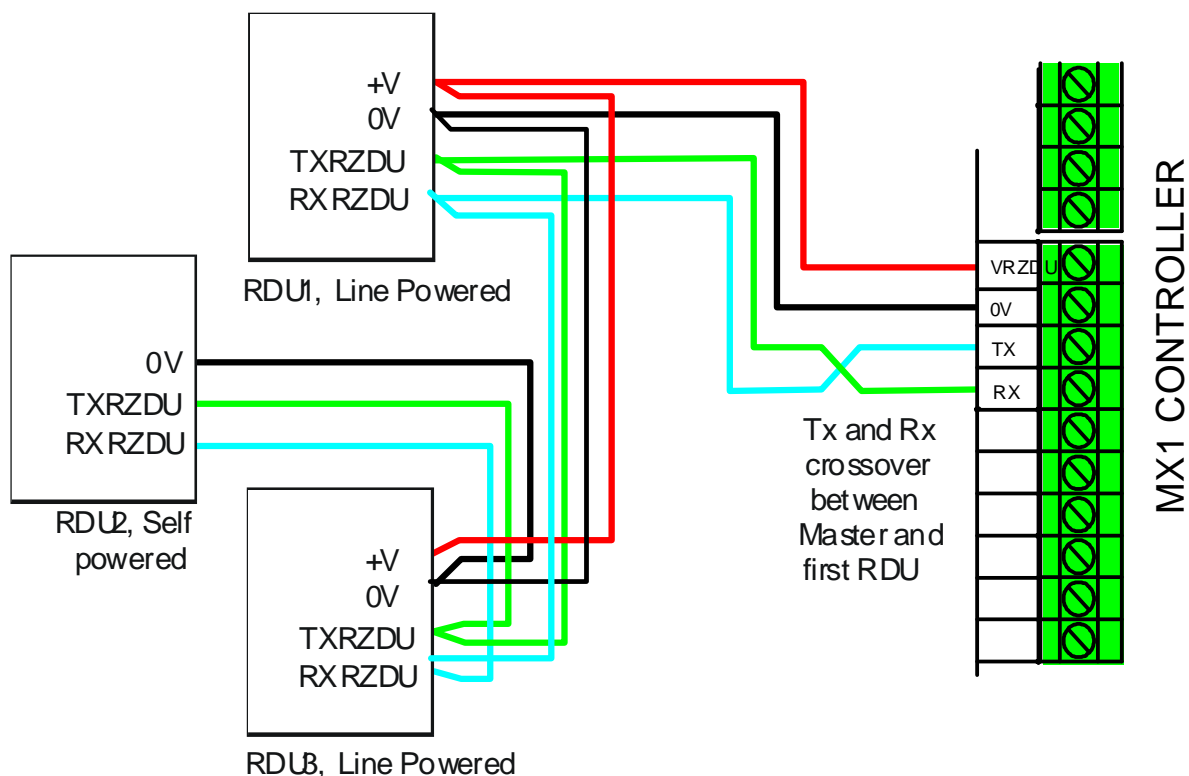 +V
0V
TXRZDU
RXRZDU
RDU1, Line Powered
0V
TXRZDU
RXRZDU
RDU2, Self
powered
+V
0V
TXRZDU
RXRZDU
RDU3, Line Powered
VRZDU
0V
TX
RX
Tx and Rx
crossover
between
Master and
first RDU
MX1 CONTROLLER